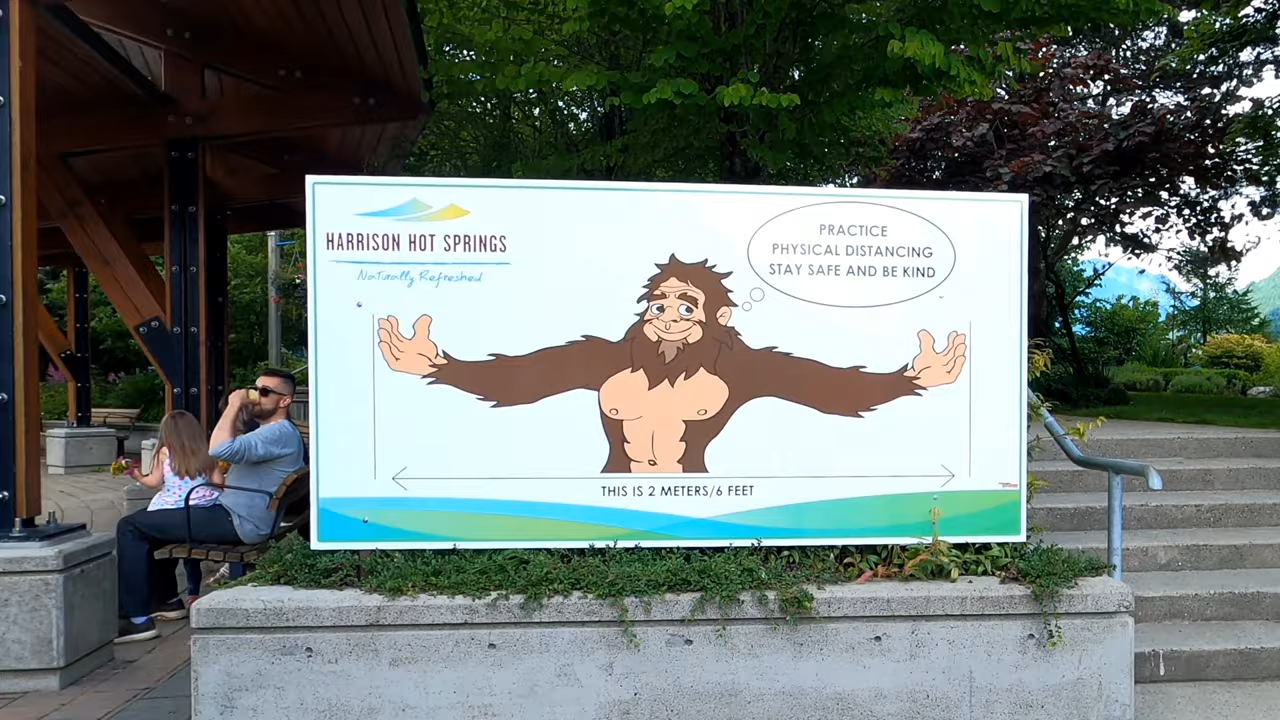 HARRISON HOT SPRINGS
Naturally Refreshed
PRACTICE
PHYSICAL DISTANCING
STAY SAFE AND BE KIND
THIS IS 2 METERS/6 FEET